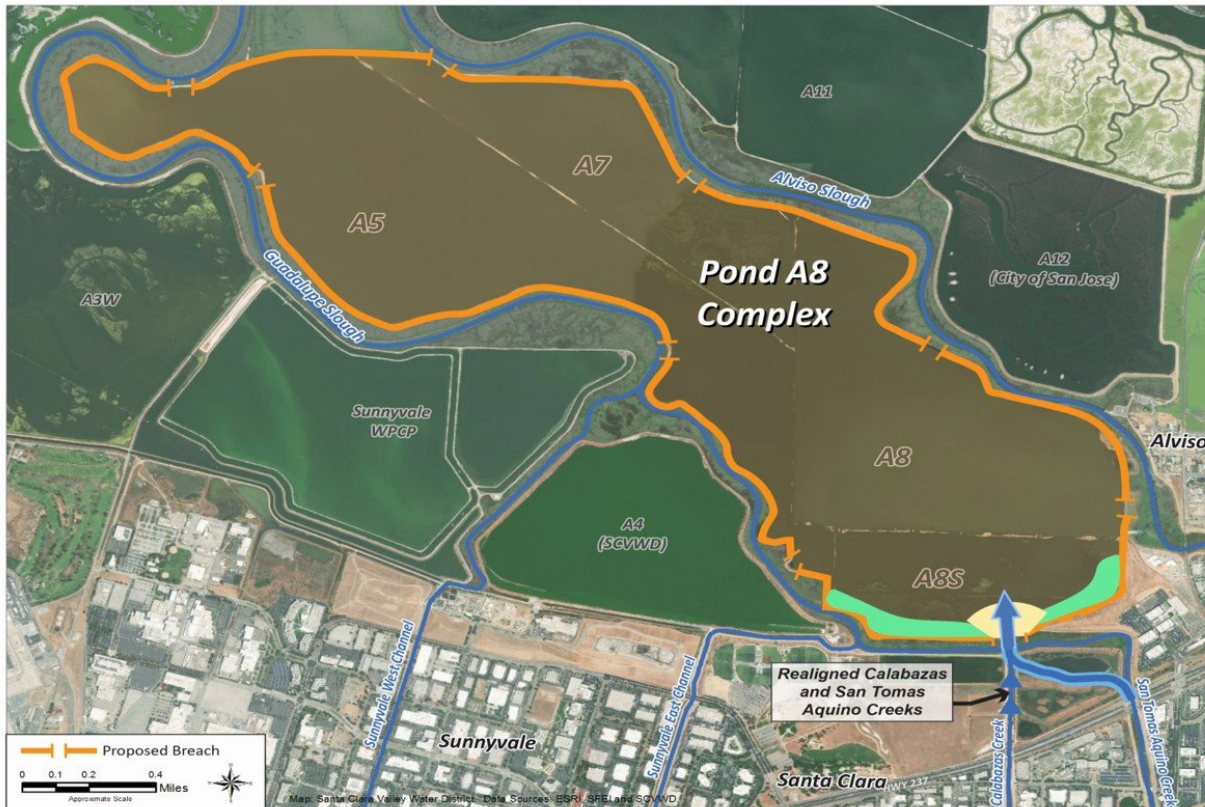 A11
A7
Alviso Slough
A5
A12
(City of San Jose)
Pond A8
Complex
A3W
Guadalupe Slough
Sunnyvale
WPCP
A8
Alviso
A4
(SCVWD)
A8S
Realigned Calabazas
and San Tomas
Aquino Creeks
Sunnyvale West Channel
Sunnyvale East Channel
Calabazas Creek
San Tomas Aquino Creek
Sunnyvale
Santa Clara
HWY 237
Proposed Breach
0 0.1 0.2 0.4
Miles
Approximate Scale
Map: Santa Clara Valley Water District. Data Sources: ESRI, SFEI and SCVWD